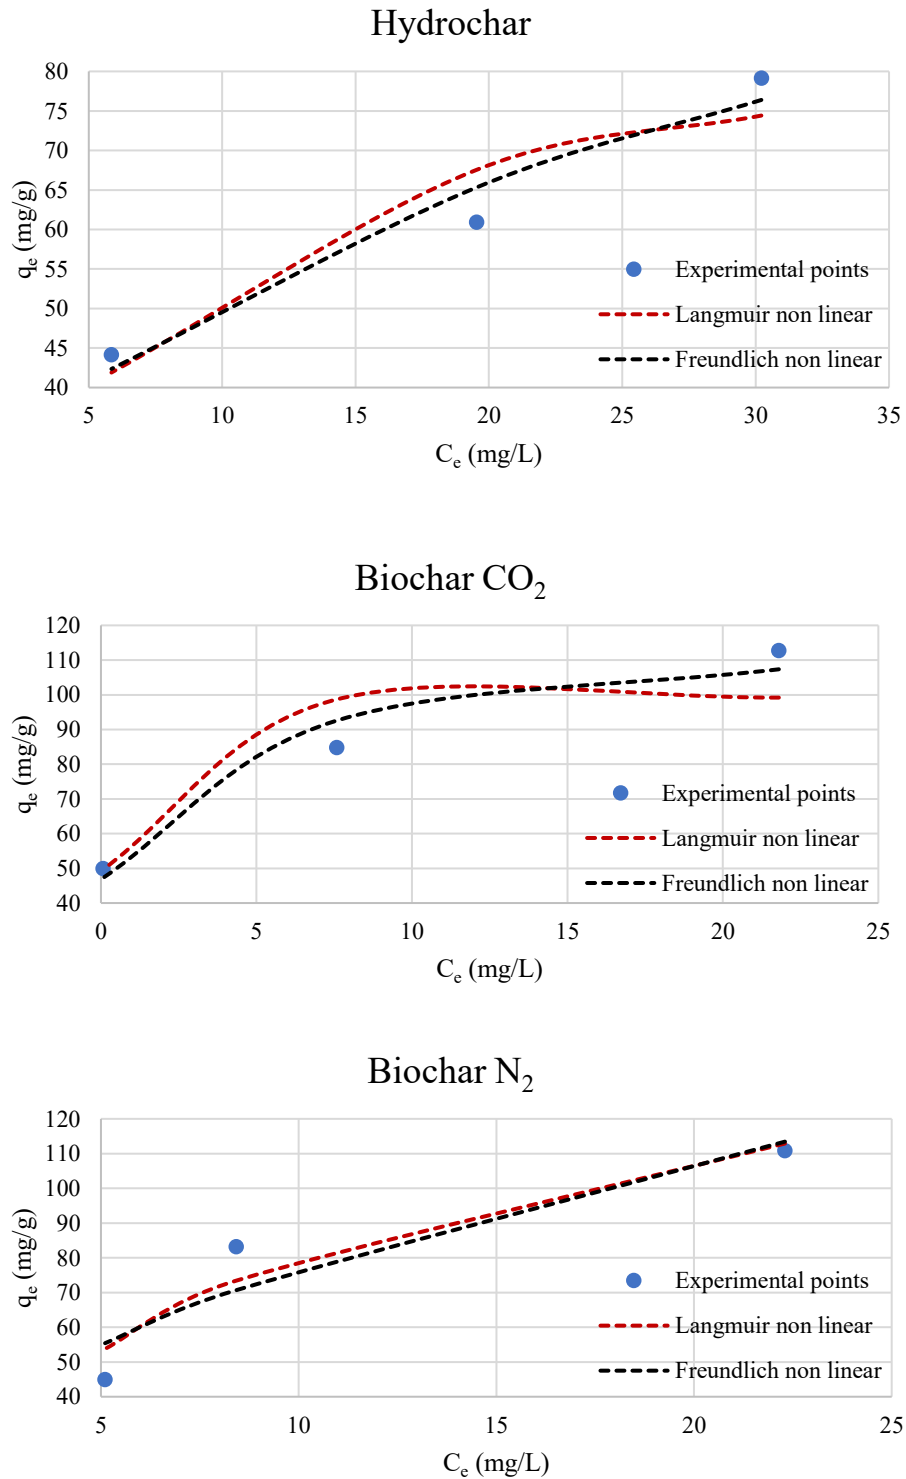 Hydrochar
80
75
70
65
60
55
50
45
40
qₑ (mg/g)
Experimental points
Langmuir non linear
Freundlich non linear
5 10 15 20 25 30 35
Cₑ (mg/L)
Biochar CO₂
120
110
100
90
80
70
60
50
40
qₑ (mg/g)
Experimental points
Langmuir non linear
Freundlich non linear
0 5 10 15 20 25
Cₑ (mg/L)
Biochar N₂
120
110
100
90
80
70
60
50
40
qₑ (mg/g)
Experimental points
Langmuir non linear
Freundlich non linear
5 10 15 20 25
Cₑ (mg/L)